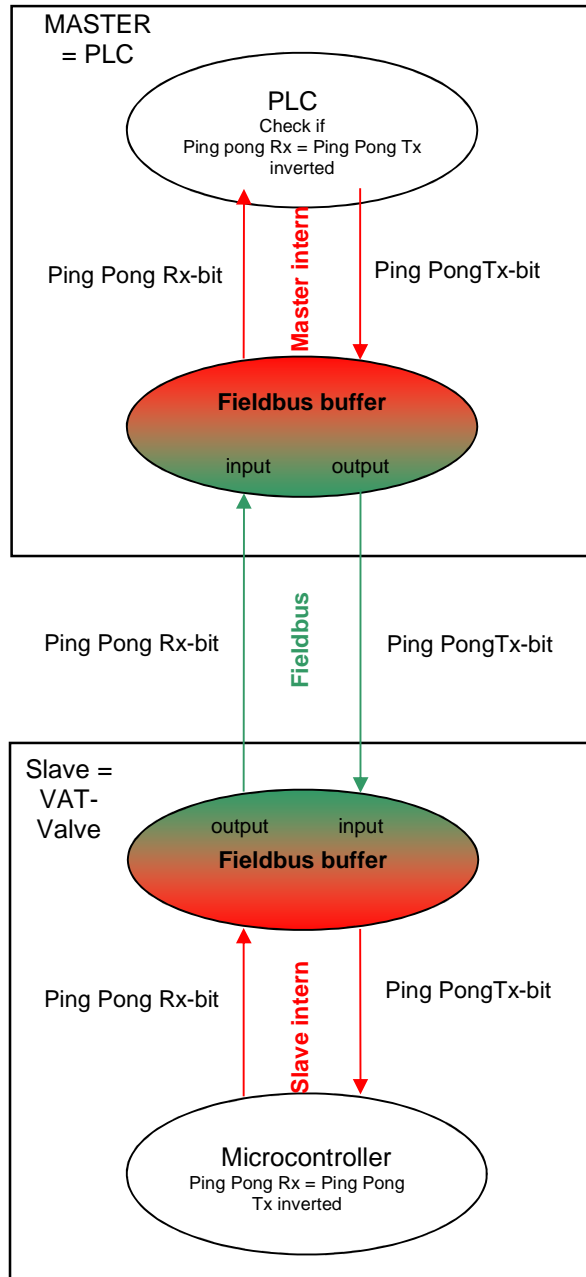 MASTER
= PLC
PLC
Check if
Ping pong Rx = Ping Pong Tx
inverted
Ping Pong Rx-bit
Master intern
Ping PongTx-bit
Fieldbus buffer
input
output
Ping Pong Rx-bit
Fieldbus
Ping PongTx-bit
Slave =
VAT-
Valve
output
input
Fieldbus buffer
Ping Pong Rx-bit
Slave intern
Ping PongTx-bit
Microcontroller
Ping Pong Rx = Ping Pong
Tx inverted